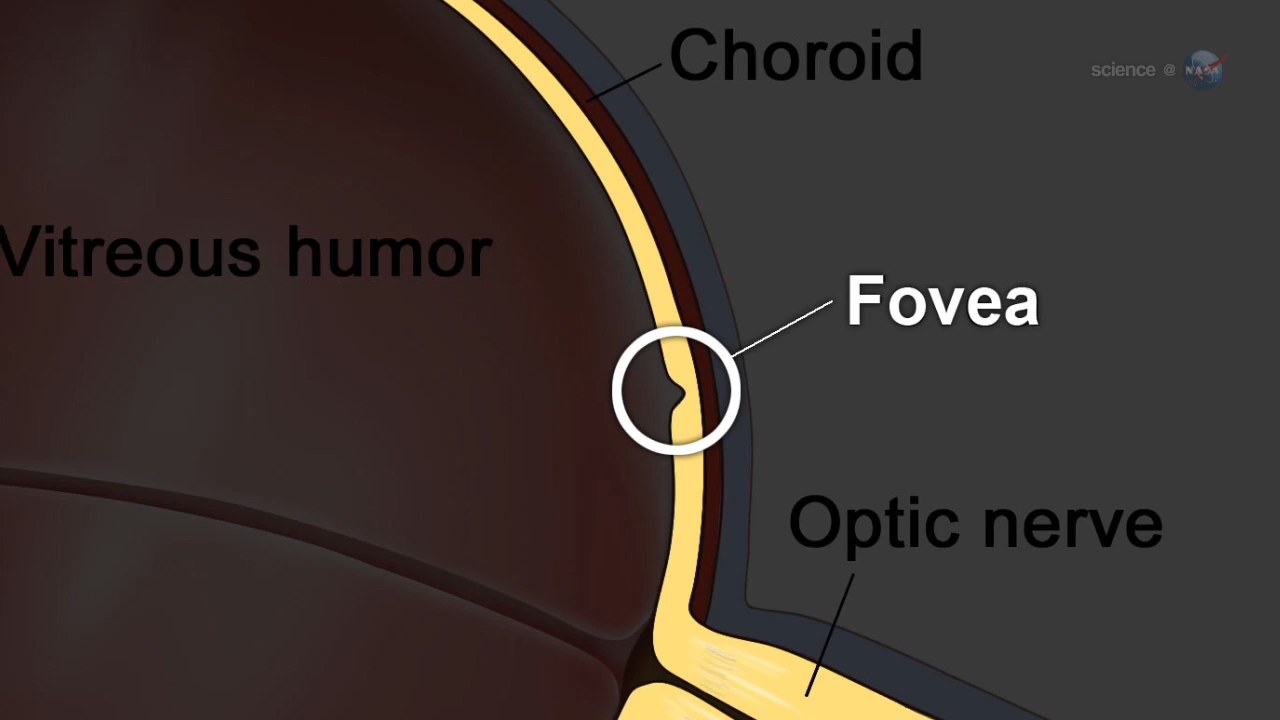 Choroid
science @ NASA
Vitreous humor
Fovea
Optic nerve